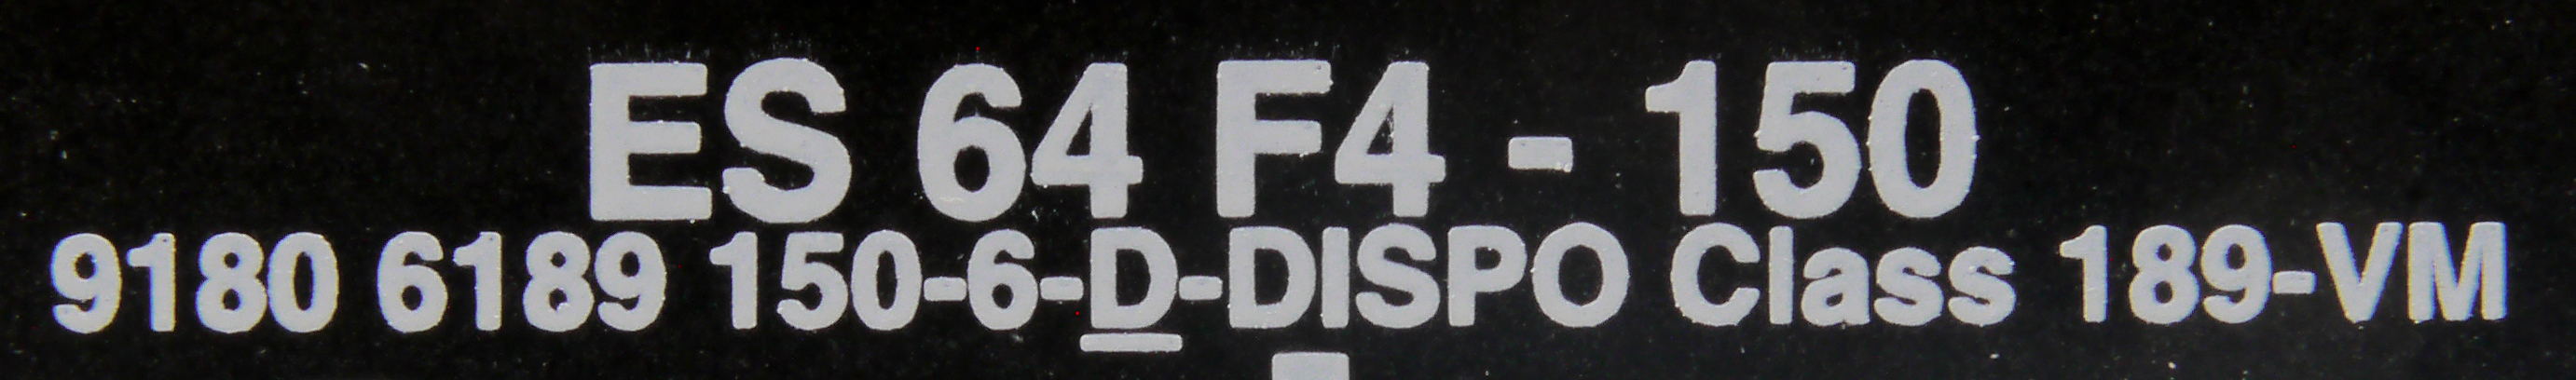 ES 64 F4 - 150
9180 6189 150-6-D-DISPO Class 189-VM